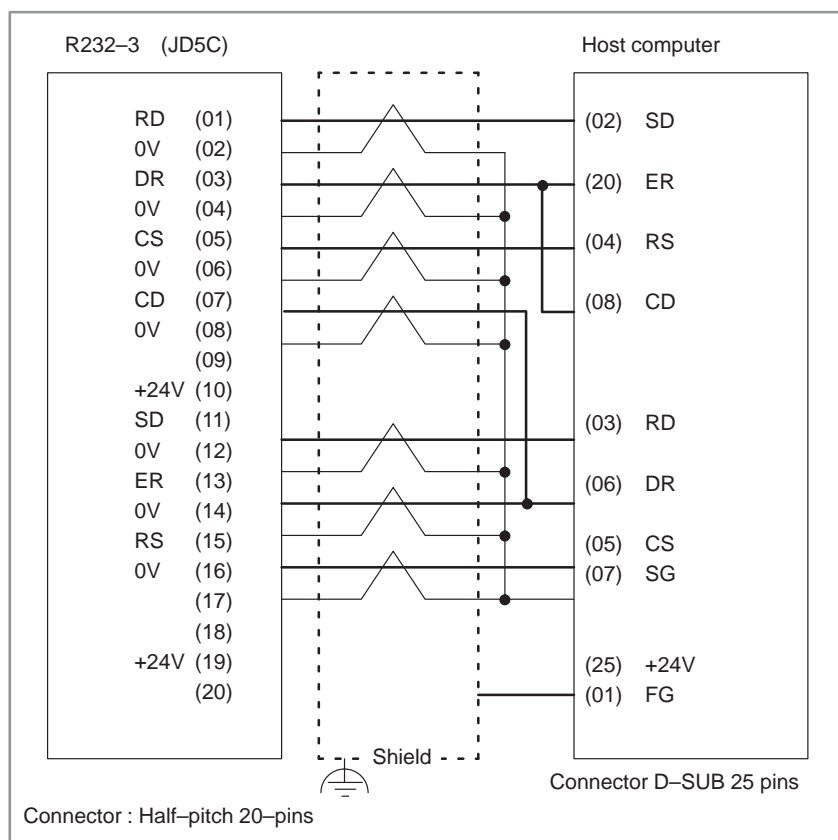 R232–3 (JD5C)
Host computer
RD (01)
0V (02)
DR (03)
0V (04)
CS (05)
0V (06)
CD (07)
0V (08)
(09)
+24V (10)
SD (11)
0V (12)
ER (13)
0V (14)
RS (15)
0V (16)
(17)
(18)
+24V (19)
(20)
(02) SD
(20) ER
(04) RS
(08) CD
(03) RD
(06) DR
(05) CS
(07) SG
(25) +24V
(01) FG
Shield
Connector D–SUB 25 pins
Connector : Half–pitch 20–pins